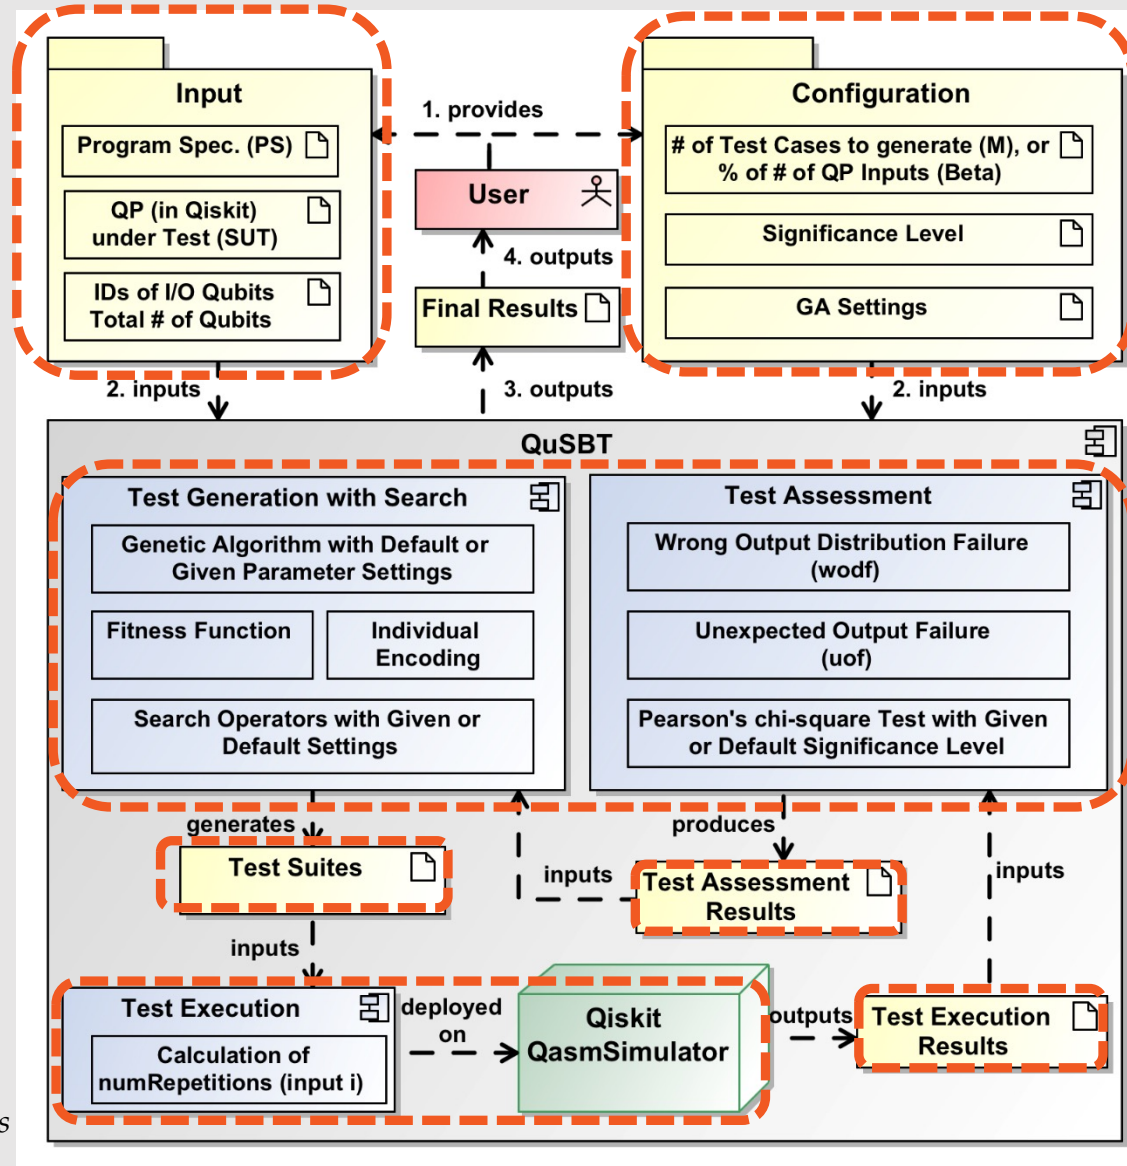 Input
Program Spec. (PS)
QP (in Qiskit)
under Test (SUT)
IDs of I/O Qubits
Total # of Qubits
1. provides
User
4. outputs
Final Results
Configuration
# of Test Cases to generate (M), or
% of # of QP Inputs (Beta)
Significance Level
GA Settings
2. inputs
3. outputs
2. inputs
QuSBT
Test Generation with Search
Genetic Algorithm with Default or
Given Parameter Settings
Fitness Function
Individual
Encoding
Search Operators with Given or
Default Settings
Test Assessment
Wrong Output Distribution Failure
(wodf)
Unexpected Output Failure
(uof)
Pearson's chi-square Test with Given
or Default Significance Level
generates
Test Suites
inputs
produces
Test Assessment
Results
inputs
inputs
Test Execution
Calculation of
numRepetitions (input i)
deployed
on
Qiskit
QasmSimulator
outputs
Test Execution
Results
s